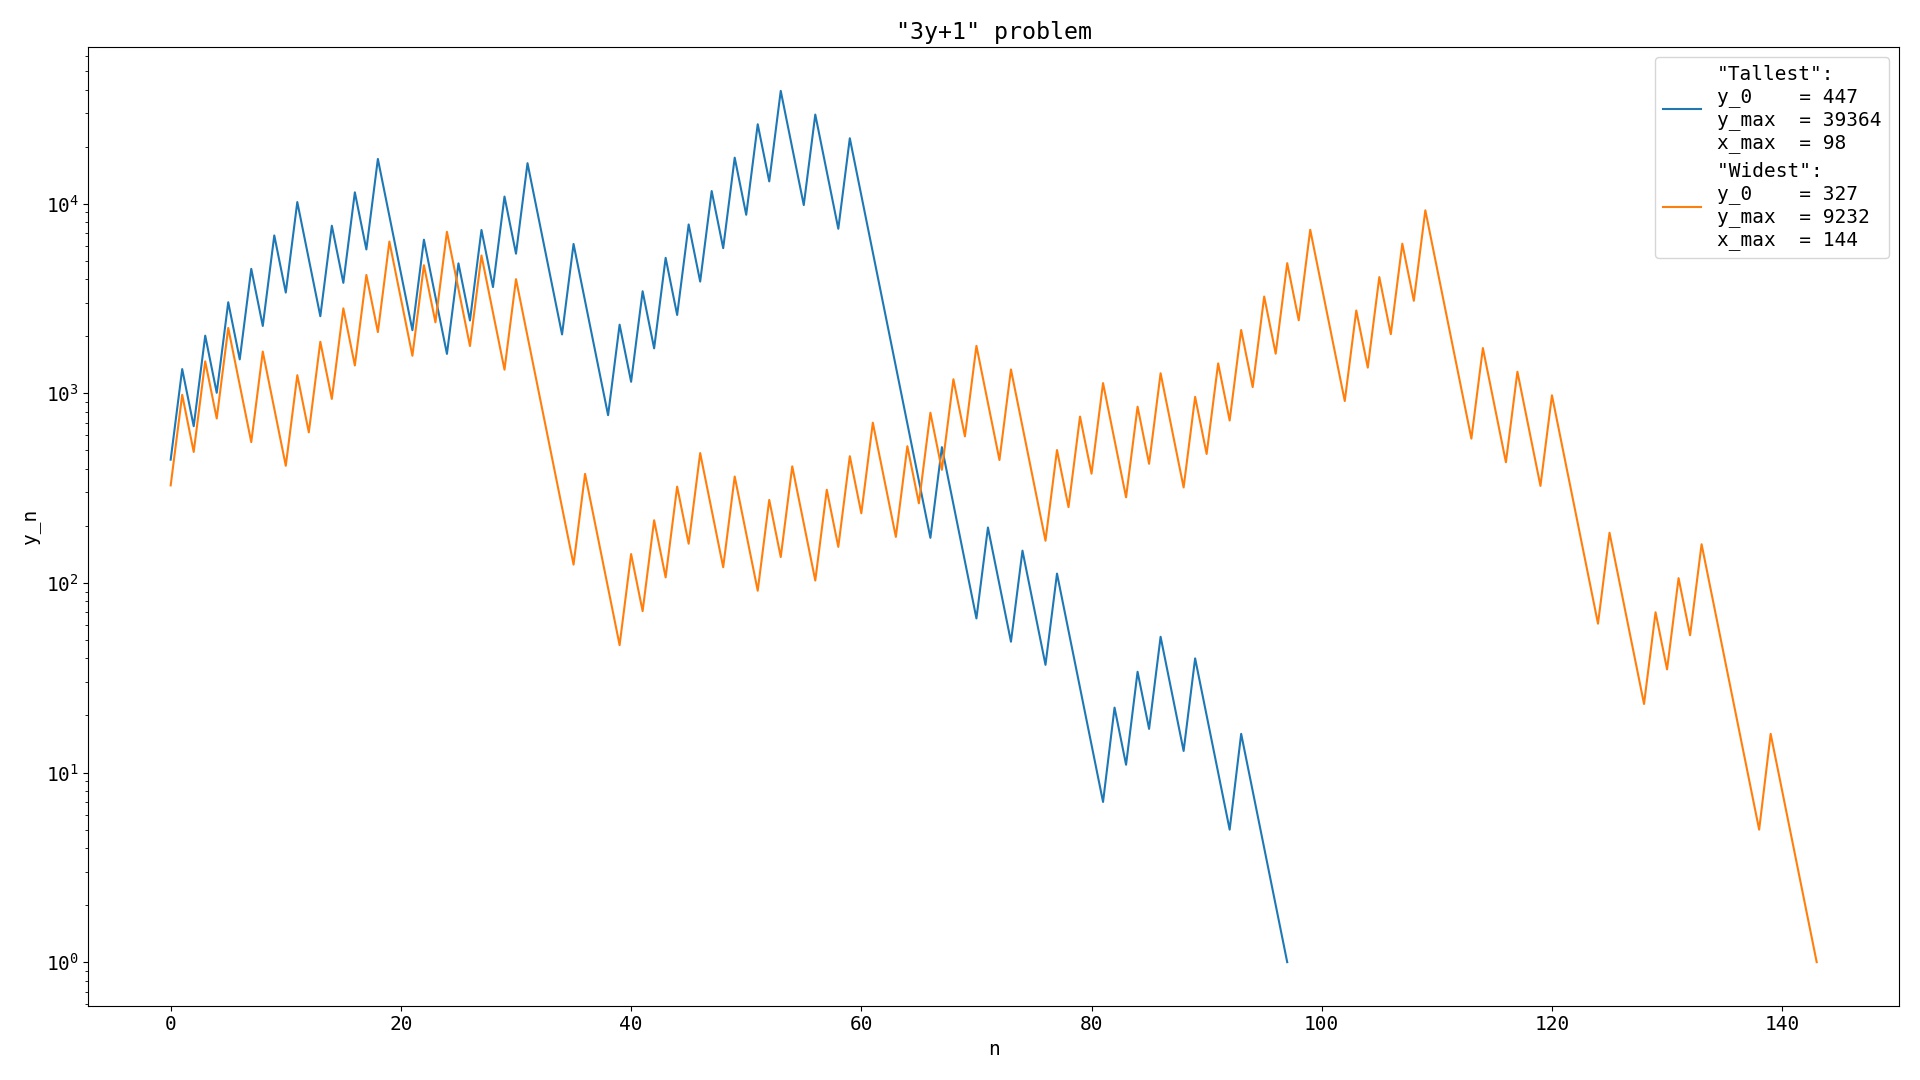 "3y+1" problem
"Tallest":
y_0    = 447
y_max  = 39364
x_max  = 98
"Widest":
y_0    = 327
y_max  = 9232
x_max  = 144
y_n
10^4
10^3
10^2
10^1
10^0
0 20 40 60 80 100 120 140
n